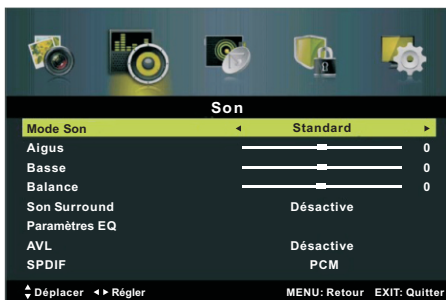 Son
Mode Son Standard
Aigus 0
Basse 0
Balance 0
Son Surround Désactive
Paramètres EQ
AVL Désactive
SPDIF PCM
Déplacer Régler MENU: Retour EXIT: Quitter